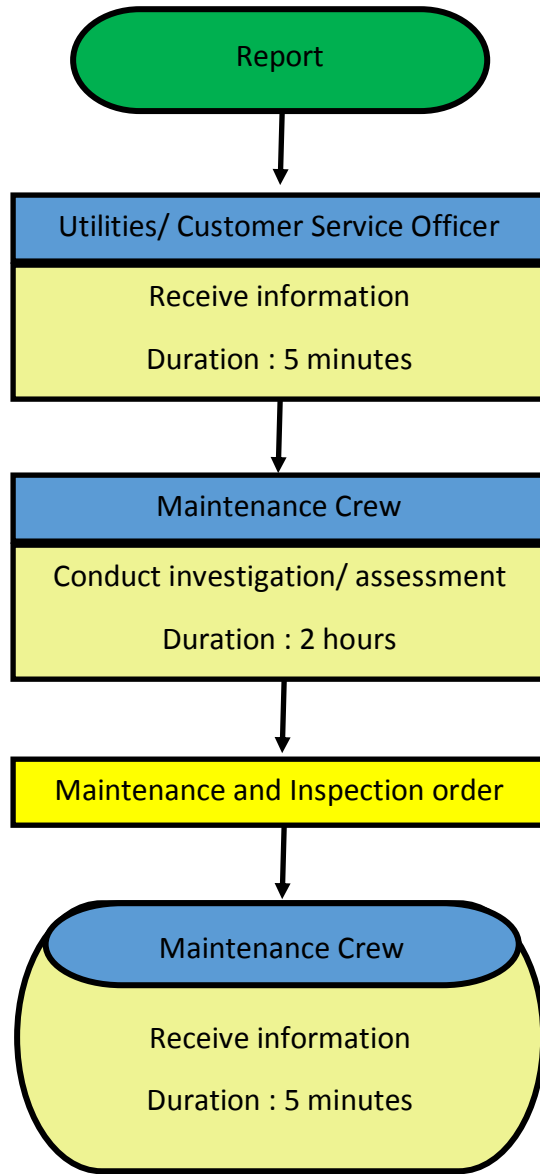 Report
Utilities/ Customer Service Officer
Receive information
Duration : 5 minutes
Maintenance Crew
Conduct investigation/ assessment
Duration : 2 hours
Maintenance and Inspection order
Maintenance Crew
Receive information
Duration : 5 minutes